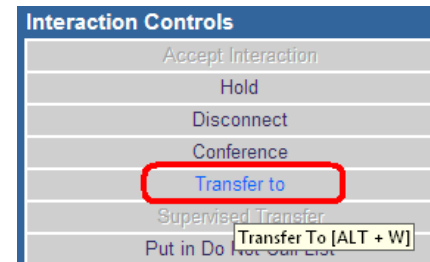 Interaction Controls
Accept Interaction
Hold
Disconnect
Conference
Transfer to
Supervised Transfer
Transfer To [ALT + W]
Put in Do Not Call List